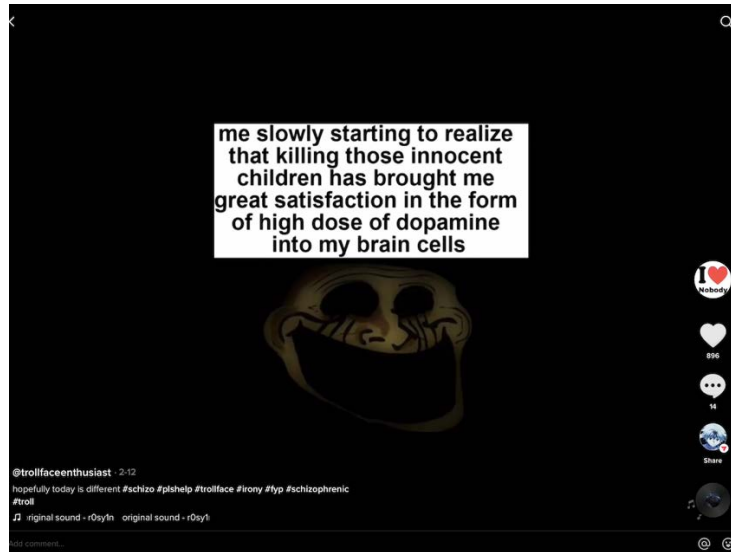 me slowly starting to realize
that killing those innocent
children has brought me
great satisfaction in the form
of high dose of dopamine
into my brain cells
I ❤
Nobody
896
14
Share
@trollfaceenthusiast · 2-12
hopefully today is different #schizo #plshelp #trollface #irony #fyp #schizophrenic
#troll
riginal sound - r0sy1n original sound - r0sy1
Add comment...